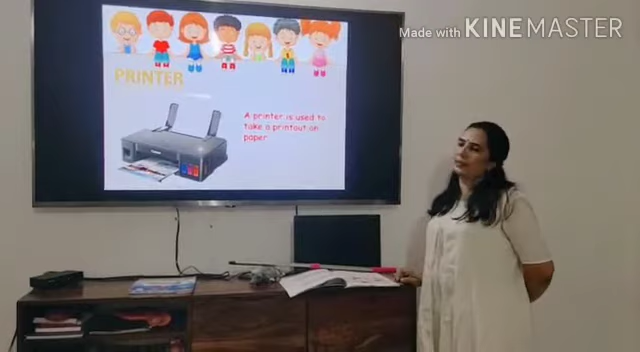 Made with KINEMASTER
PRINTER
A printer is used to
take a printout on
paper